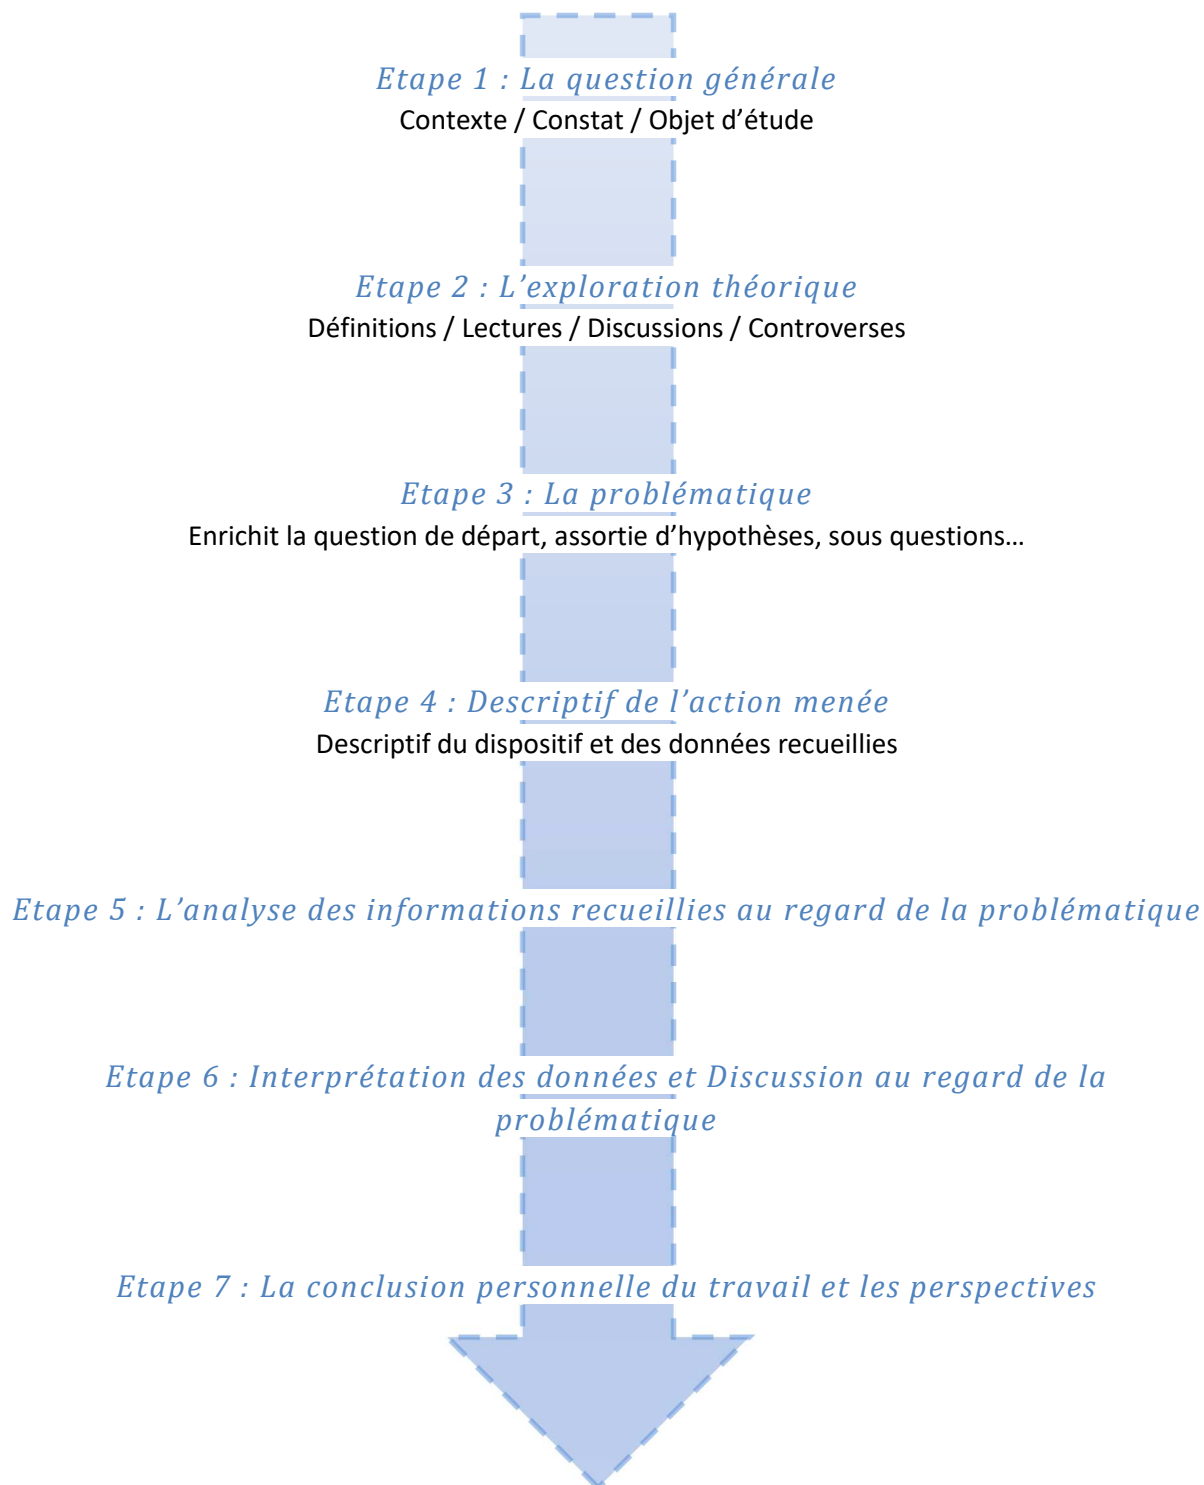 Etape 1 : La question générale
Contexte / Constat / Objet d’étude
Etape 2 : L’exploration théorique
Définitions / Lectures / Discussions / Controverses
Etape 3 : La problématique
Enrichit la question de départ, assortie d’hypothèses, sous questions…
Etape 4 : Descriptif de l’action menée
Descriptif du dispositif et des données recueillies
Etape 5 : L’analyse des informations recueillies au regard de la problématique
Etape 6 : Interprétation des données et Discussion au regard de la
problématique
Etape 7 : La conclusion personnelle du travail et les perspectives